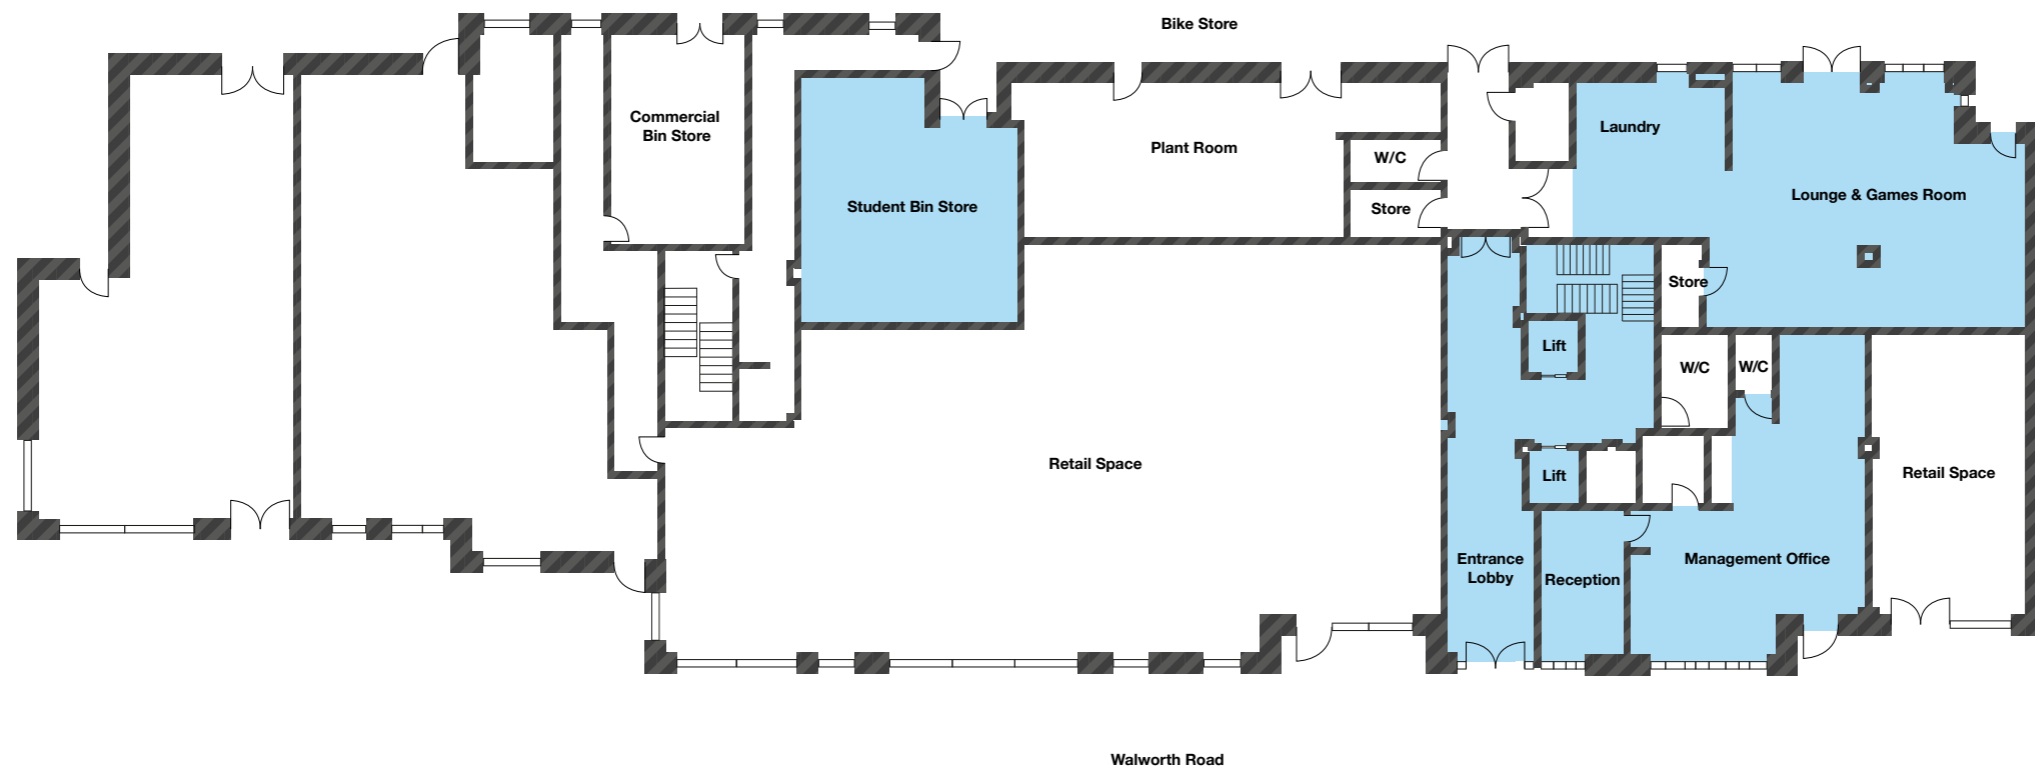 Bike Store
Commercial
Bin Store
Laundry
Plant Room
W/C
Lounge & Games Room
Student Bin Store
Store
Store
Lift
W/C
W/C
Retail Space
Retail Space
Lift
Entrance
Lobby
Management Office
Reception
Walworth Road